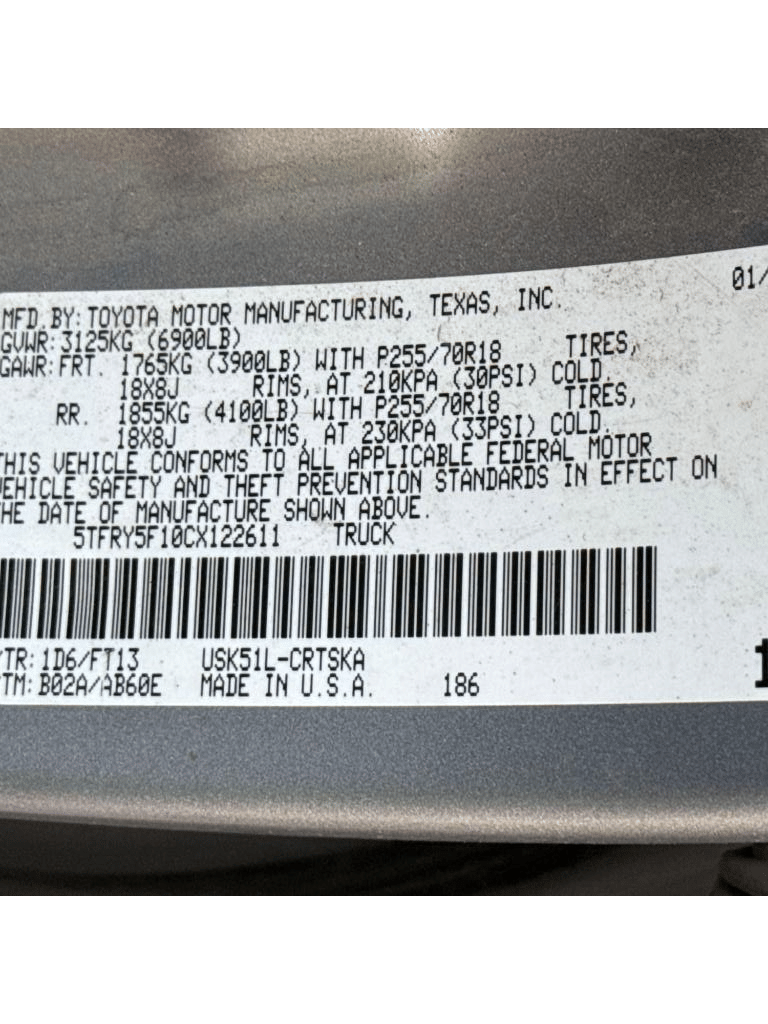 01/
MFD. BY: TOYOTA MOTOR MANUFACTURING, TEXAS, INC.
GVWR: 3125KG (6900LB)
GAWR: FRT. 1765KG (3900LB) WITH P255/70R18 TIRES,
18X8J RIMS, AT 210KPA (30PSI) COLD.
RR. 1855KG (4100LB) WITH P255/70R18 TIRES,
18X8J RIMS, AT 230KPA (33PSI) COLD.
THIS VEHICLE CONFORMS TO ALL APPLICABLE FEDERAL MOTOR
VEHICLE SAFETY AND THEFT PREVENTION STANDARDS IN EFFECT ON
THE DATE OF MANUFACTURE SHOWN ABOVE.
5TFRY5F10CX122611 TRUCK
/TR: 1D6/FT13 USK51L-CRTSKA
/TM: B02A/AB60E MADE IN U.S.A. 186